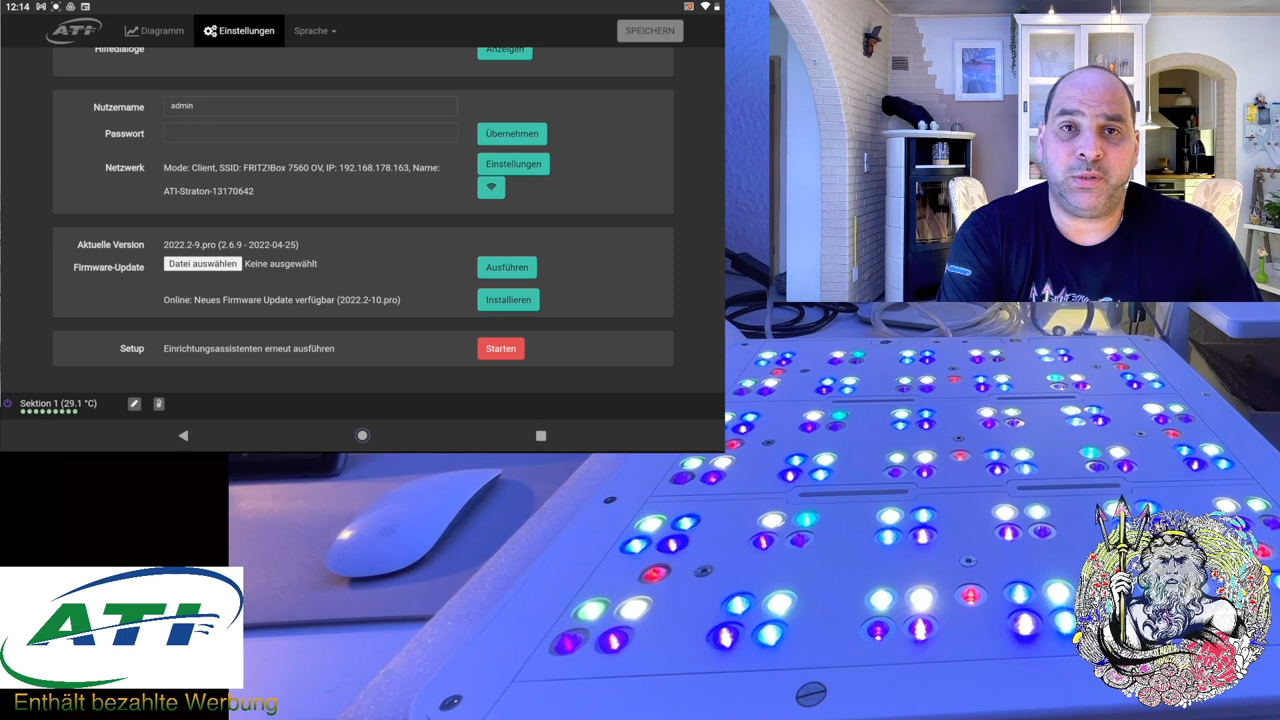 12:14
ATI
Diagramm
Einstellungen
Sprache
SPEICHERN
Hilfedialoge
Anzeigen
Nutzername
admin
Passwort
Übernehmen
Netzwerk
Mode: Client, SSID: FRITZ!Box 7560 OV, IP: 192.168.178.163, Name:
ATI-Straton-13170642
Einstellungen
Aktuelle Version
2022.2-9.pro (2.6.9 - 2022-04-25)
Firmware-Update
Datei auswählen
Keine ausgewählt
Ausführen
Online: Neues Firmware Update verfügbar (2022.2-10.pro)
Installieren
Setup
Einrichtungsassistenten erneut ausführen
Starten
Sektion 1 (29.1 °C)
ATI
Enthält bezahlte Werbung